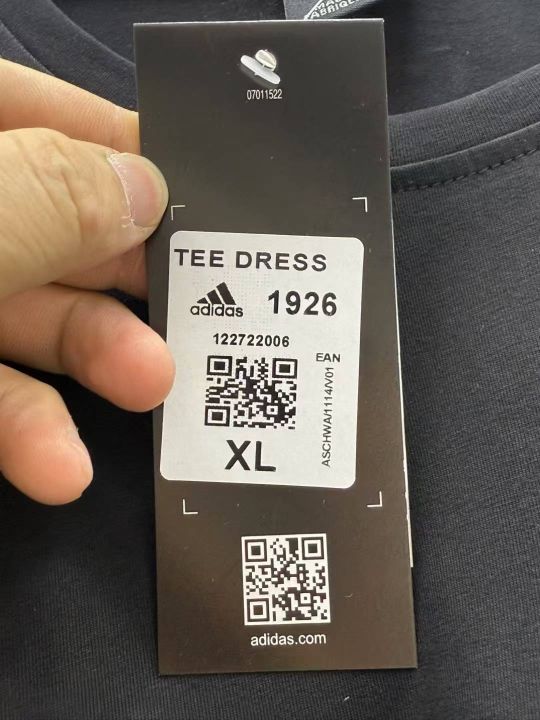 07011522
TEE DRESS
adidas
1926
122722006
EAN
ASCHWA/1114/V01
XL
adidas.com